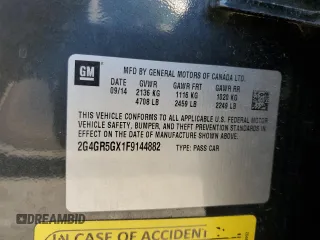 GM
MFD BY GENERAL MOTORS OF CANADA LTD.
GVWR GAWR FRT GAWR RR
09/14 2136 KG 1116 KG 1020 KG
4708 LB 2459 LB 2249 LB
THIS VEHICLE CONFORMS TO ALL APPLICABLE U.S. FEDERAL MOTOR
VEHICLE SAFETY, BUMPER, AND THEFT PREVENTION STANDARDS IN
EFFECT ON THE DATE OF MANUFACTURE SHOWN ABOVE.
2G4GR5GX1F9144882 TYPE: PASS CAR
IN CASE OF ACCIDENT
DREAMBID